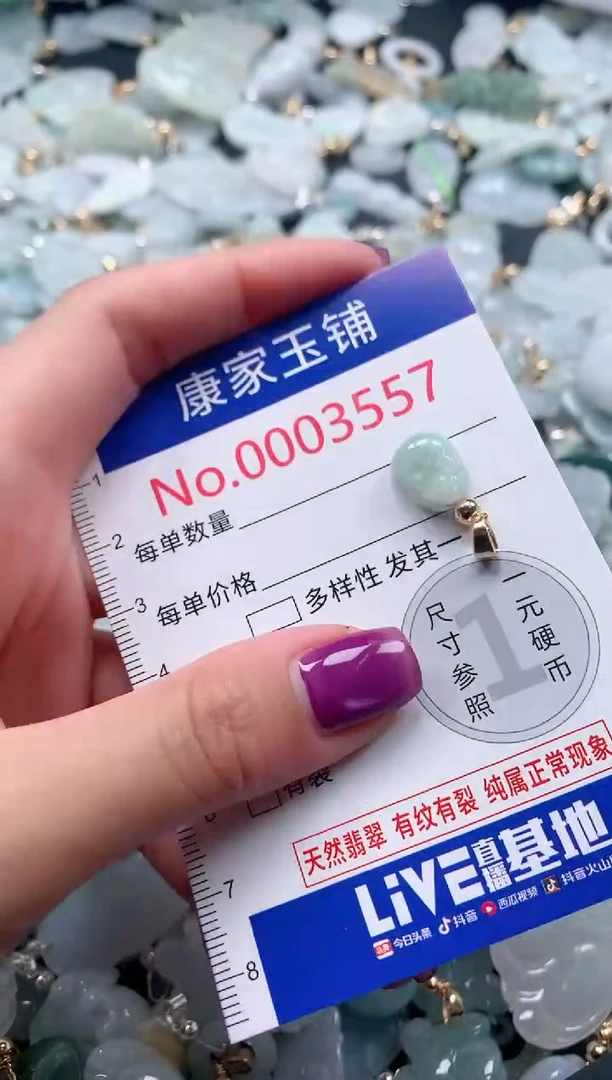 康家玉铺
No.0003557
1
2
每单数量
3
每单价格
多样性 发其一
4
一元硬币
1
尺寸参照
有裂
天然翡翠 有纹有裂 纯属正常现象
7
LiVE直播基地
8
今日头条 抖音 西瓜视频 抖音火山